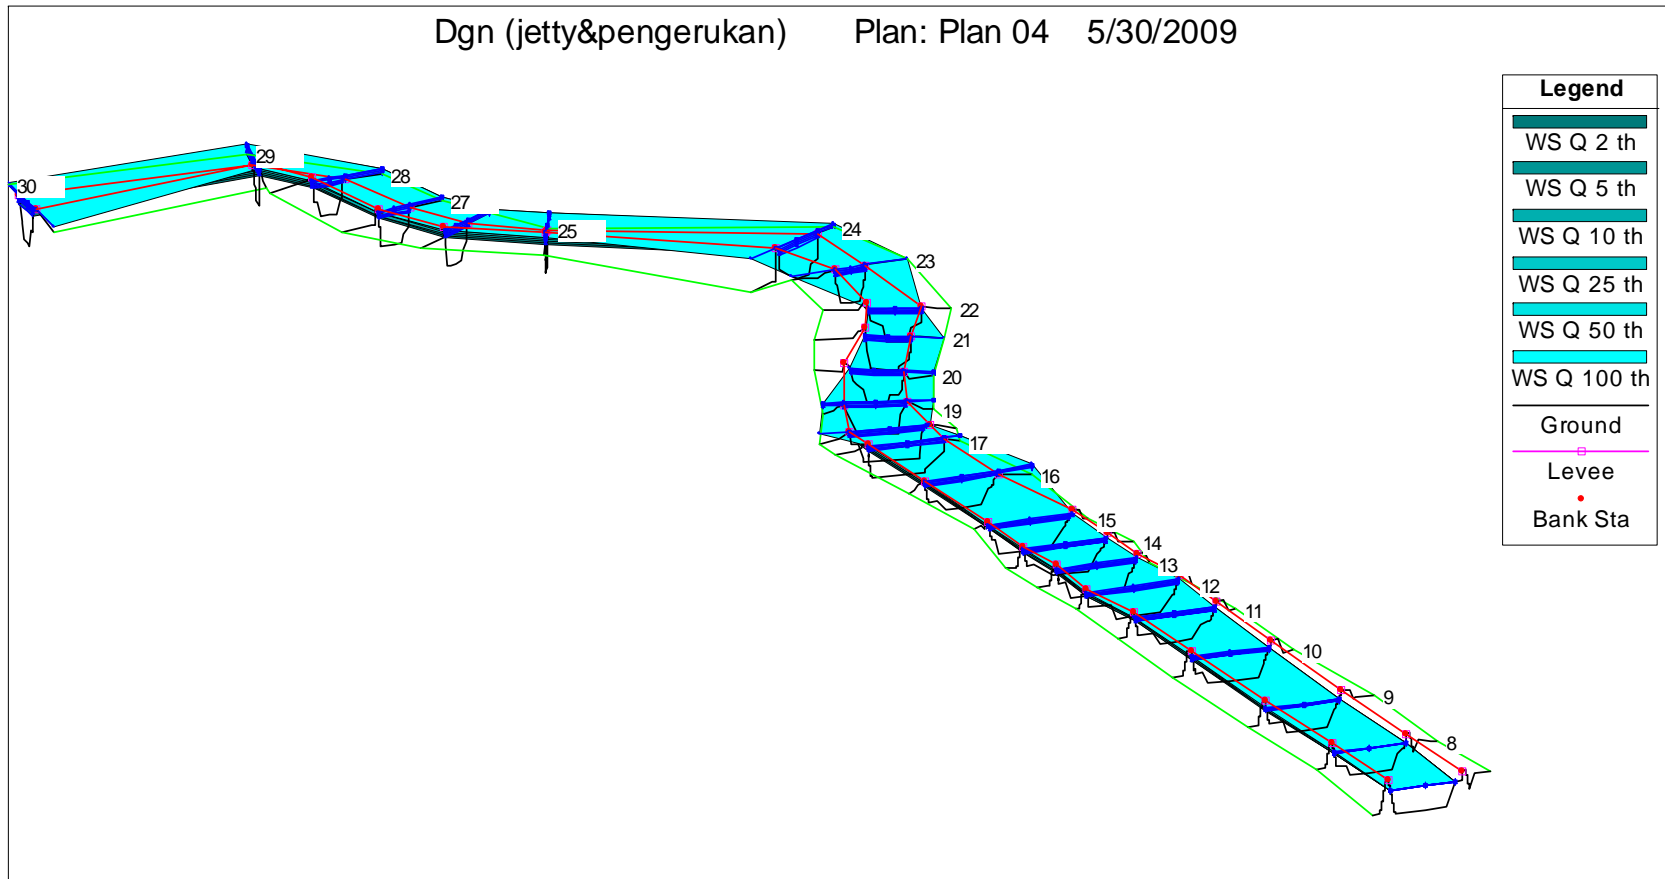 Dgn (jetty&pengerukan) Plan: Plan 04 5/30/2009
Legend
WS Q 2 th
WS Q 5 th
WS Q 10 th
WS Q 25 th
WS Q 50 th
WS Q 100 th
Ground
Levee
Bank Sta
30
29
28
27
25
24
23
22
21
20
19
17
16
15
14
13
12
11
10
9
8